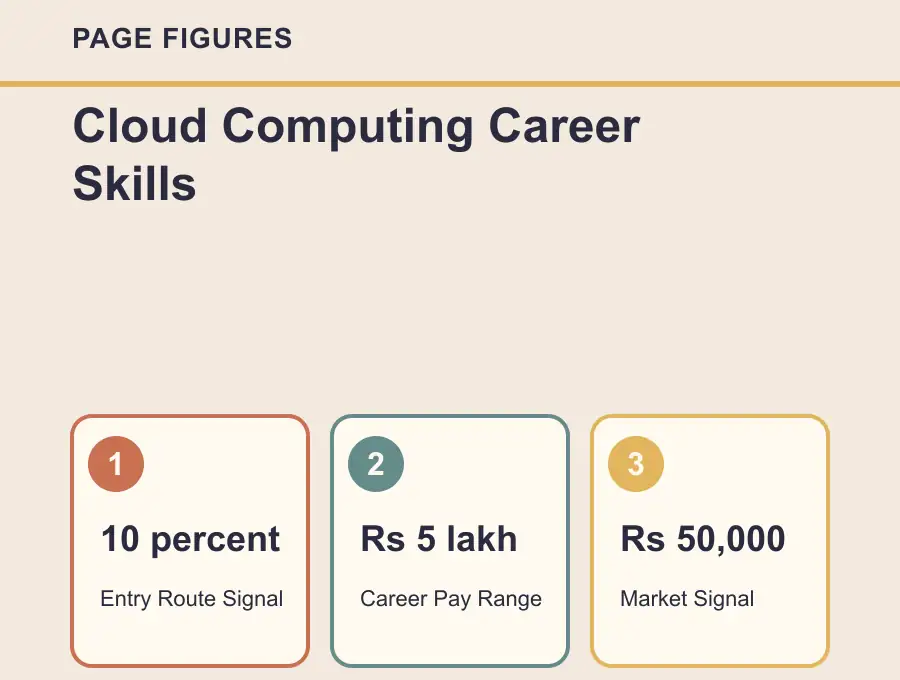 PAGE FIGURES
Cloud Computing Career
Skills
1
10 percent
Entry Route Signal
2
Rs 5 lakh
Career Pay Range
3
Rs 50,000
Market Signal